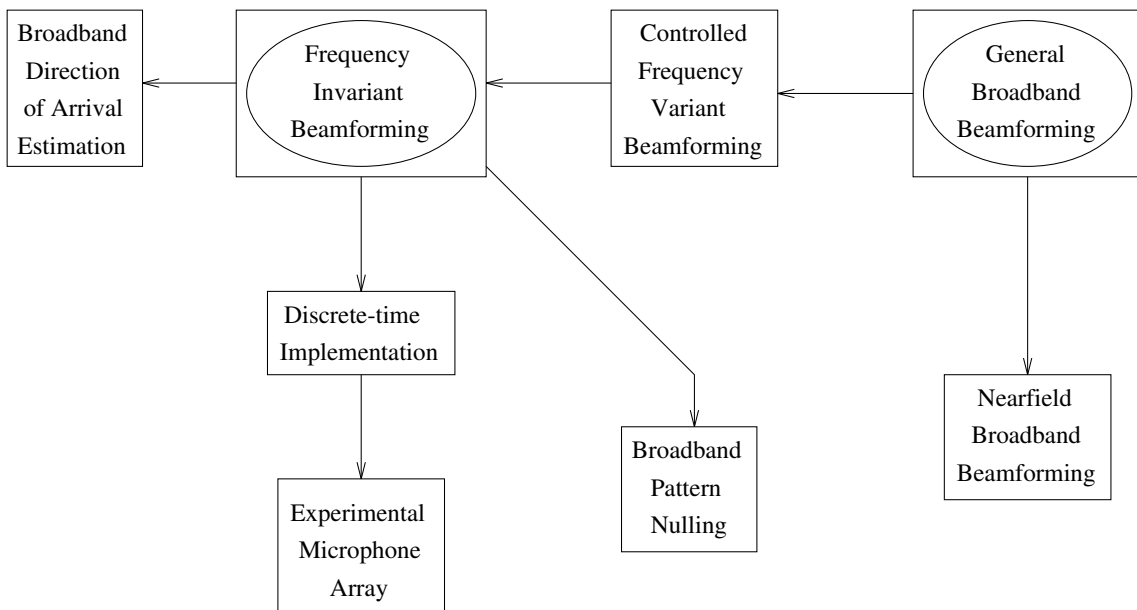 Broadband
Direction
of Arrival
Estimation
Frequency
Invariant
Beamforming
Controlled
Frequency
Variant
Beamforming
General
Broadband
Beamforming
Discrete-time
Implementation
Nearfield
Broadband
Beamforming
Broadband
Pattern
Nulling
Experimental
Microphone
Array